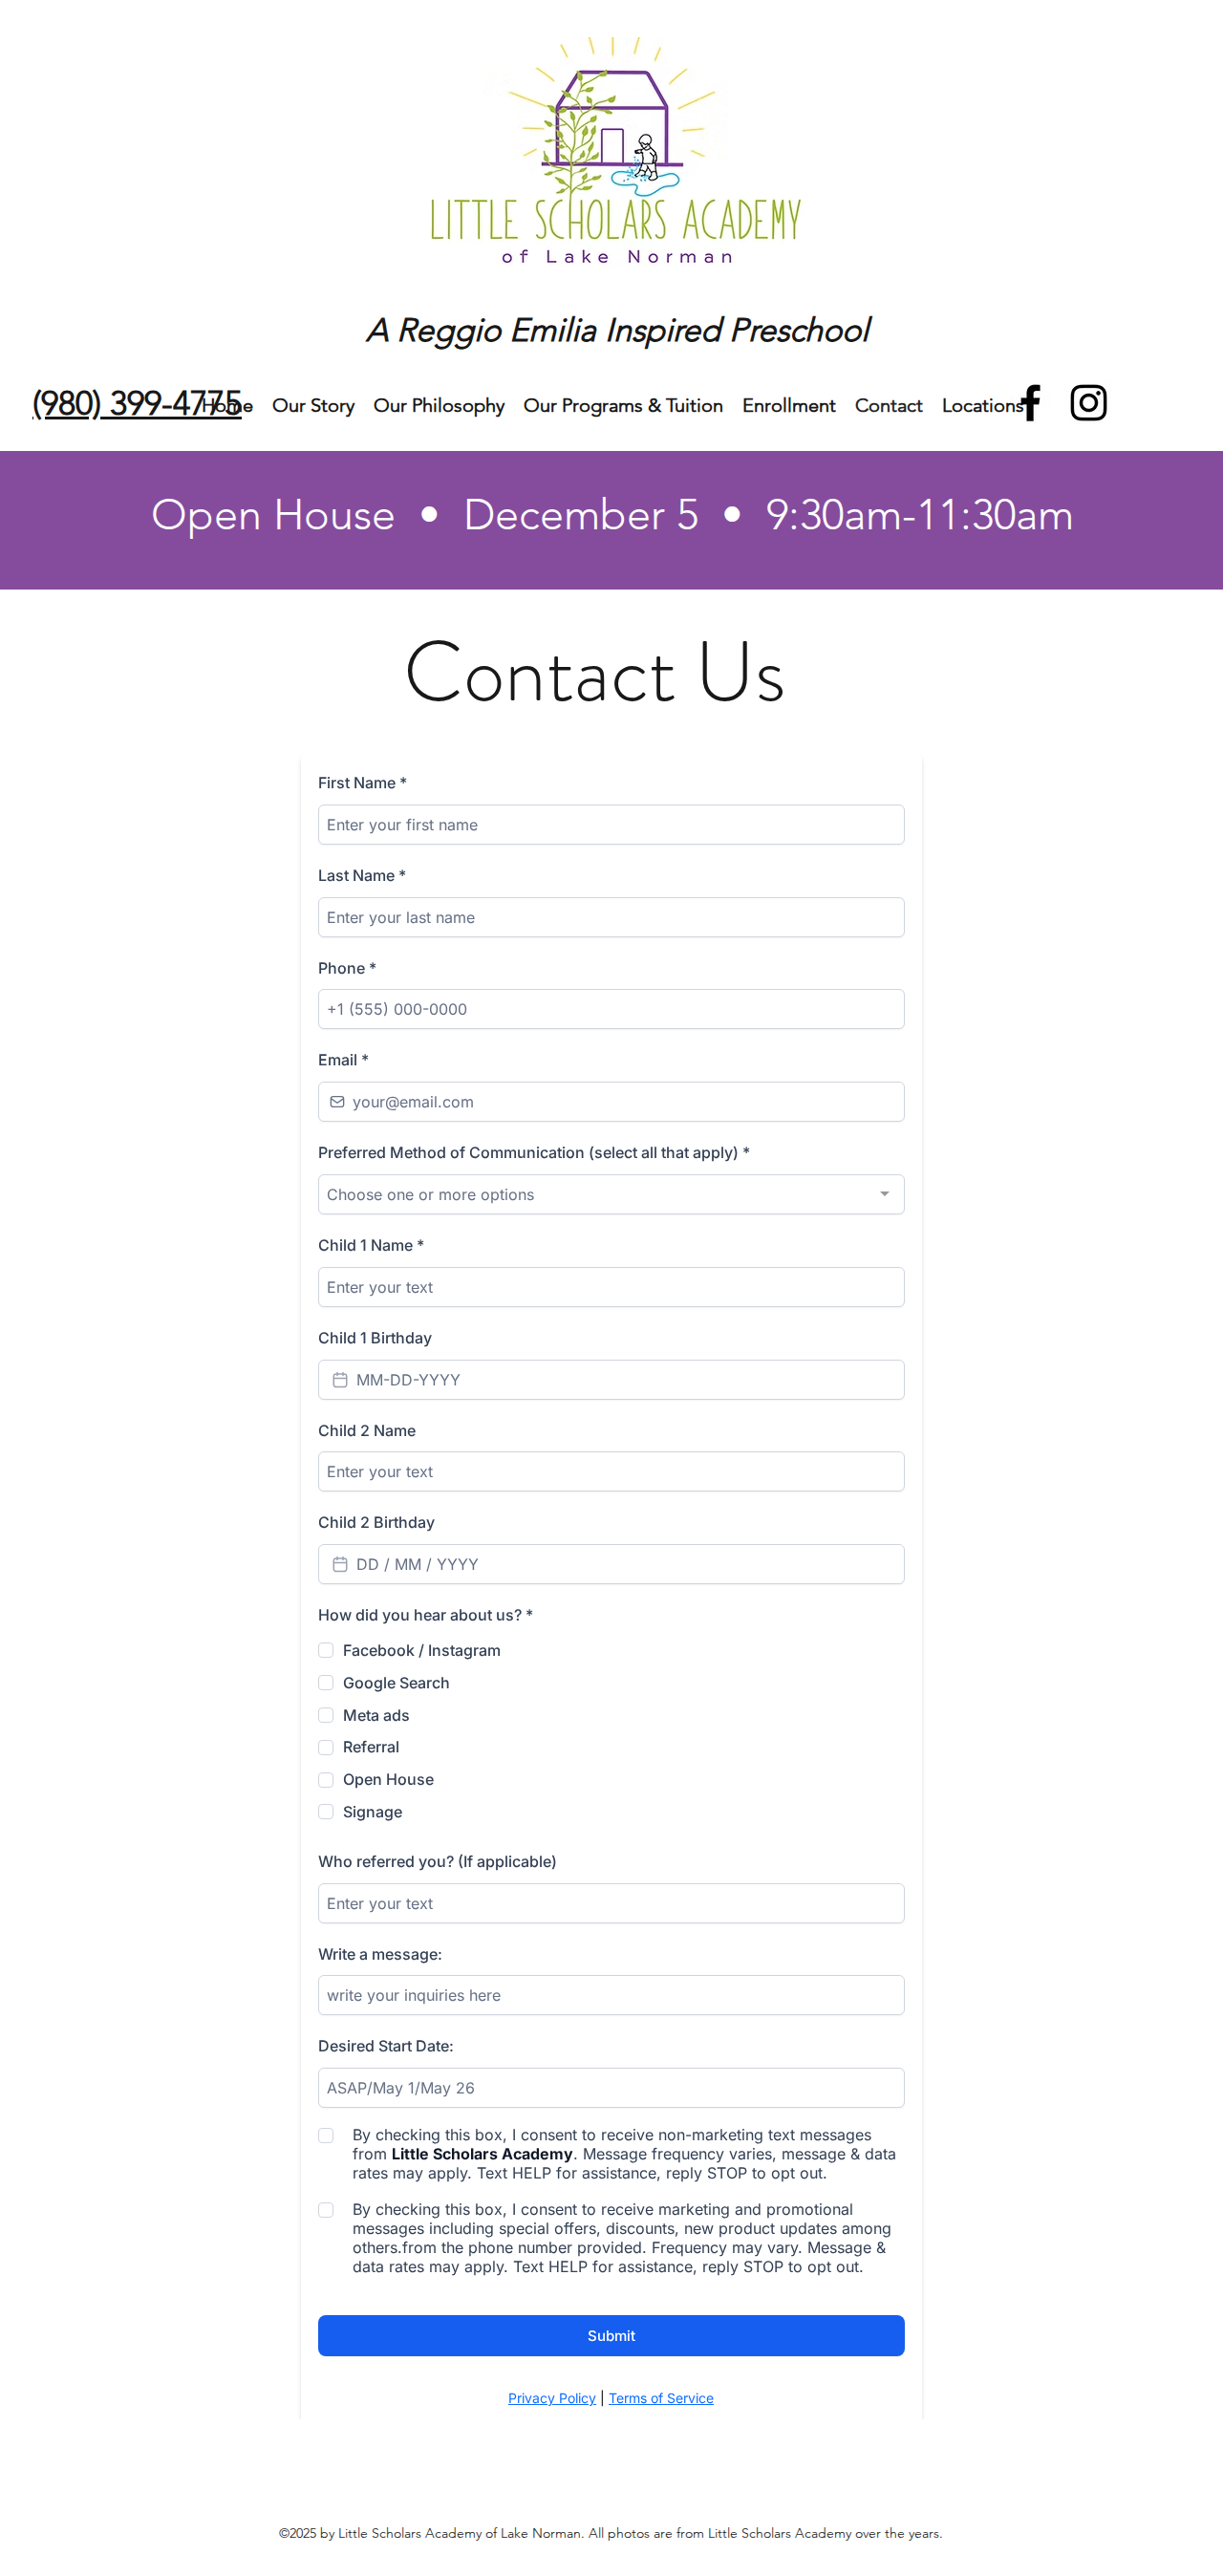 LITTLE SCHOLARS ACADEMY
of Lake Norman
A Reggio Emilia Inspired Preschool
(980) 399-4775
Home Our Story Our Philosophy Our Programs & Tuition Enrollment Contact Locations
Open House • December 5 • 9:30am-11:30am
Contact Us
First Name *
Enter your first name
Last Name *
Enter your last name
Phone *
+1 (555) 000-0000
Email *
your@email.com
Preferred Method of Communication (select all that apply) *
Choose one or more options
Child 1 Name *
Enter your text
Child 1 Birthday
MM-DD-YYYY
Child 2 Name
Enter your text
Child 2 Birthday
DD / MM / YYYY
How did you hear about us? *
Facebook / Instagram
Google Search
Meta ads
Referral
Open House
Signage
Who referred you? (If applicable)
Enter your text
Write a message:
write your inquiries here
Desired Start Date:
ASAP/May 1/May 26
By checking this box, I consent to receive non-marketing text messages
from Little Scholars Academy. Message frequency varies, message & data
rates may apply. Text HELP for assistance, reply STOP to opt out.
By checking this box, I consent to receive marketing and promotional
messages including special offers, discounts, new product updates among
others.from the phone number provided. Frequency may vary. Message &
data rates may apply. Text HELP for assistance, reply STOP to opt out.
Submit
Privacy Policy | Terms of Service
©2025 by Little Scholars Academy of Lake Norman. All photos are from Little Scholars Academy over the years.